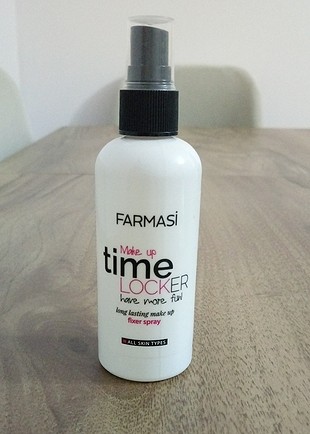 FARMASİ
Make up
time
LOCKER
have more fun!
long lasting make up
fixer spray
ALL SKIN TYPES